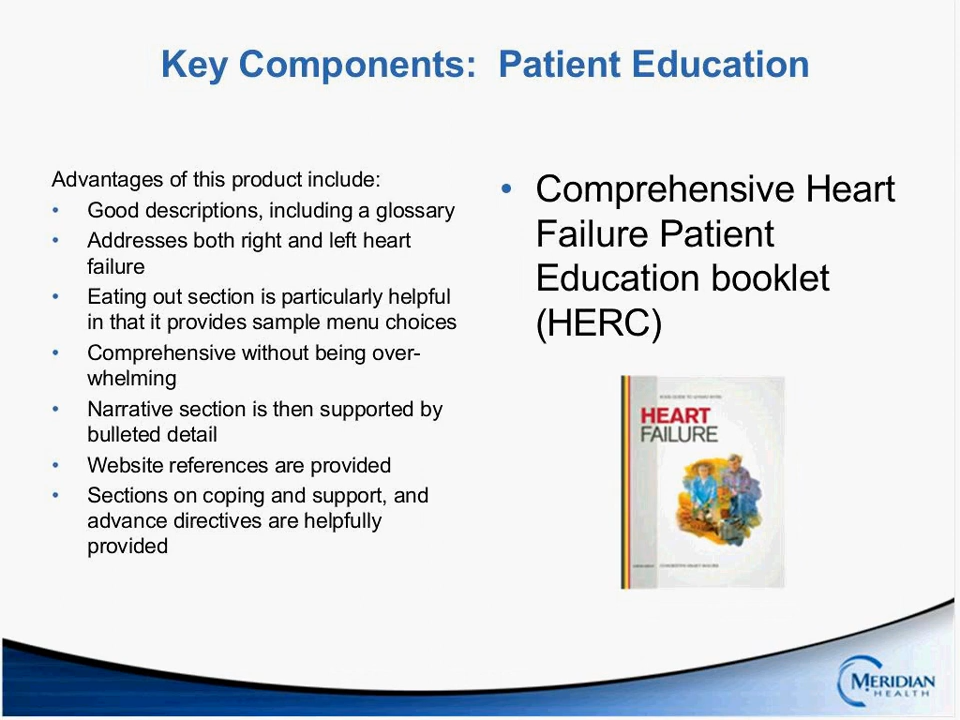 Key Components:  Patient Education
Advantages of this product include:
• Good descriptions, including a glossary
• Addresses both right and left heart
failure
• Eating out section is particularly helpful
in that it provides sample menu choices
• Comprehensive without being over-
whelming
• Narrative section is then supported by
bulleted detail
• Website references are provided
• Sections on coping and support, and
advance directives are helpfully
provided
• Comprehensive Heart
Failure Patient
Education booklet
(HERC)
HEART
FAILURE
MERIDIAN
HEALTH